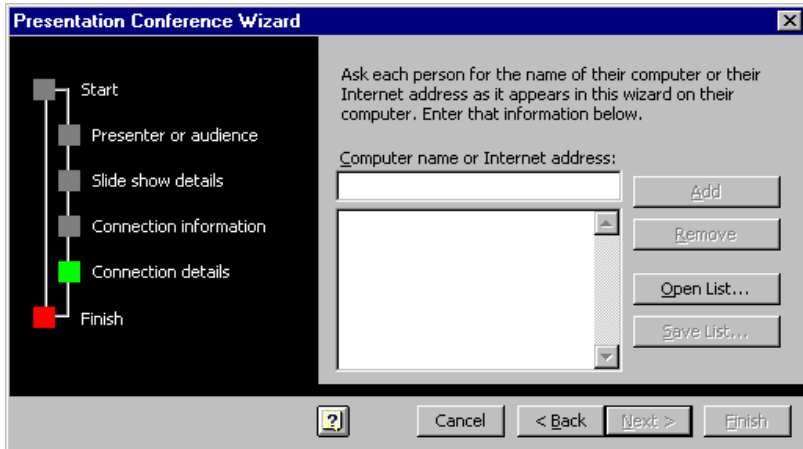 Presentation Conference Wizard
Start
Presenter or audience
Slide show details
Connection information
Connection details
Finish
Ask each person for the name of their computer or their
Internet address as it appears in this wizard on their
computer. Enter that information below.
Computer name or Internet address:
Add
Remove
Open List...
Save List...
Cancel
< Back
Next >
Finish